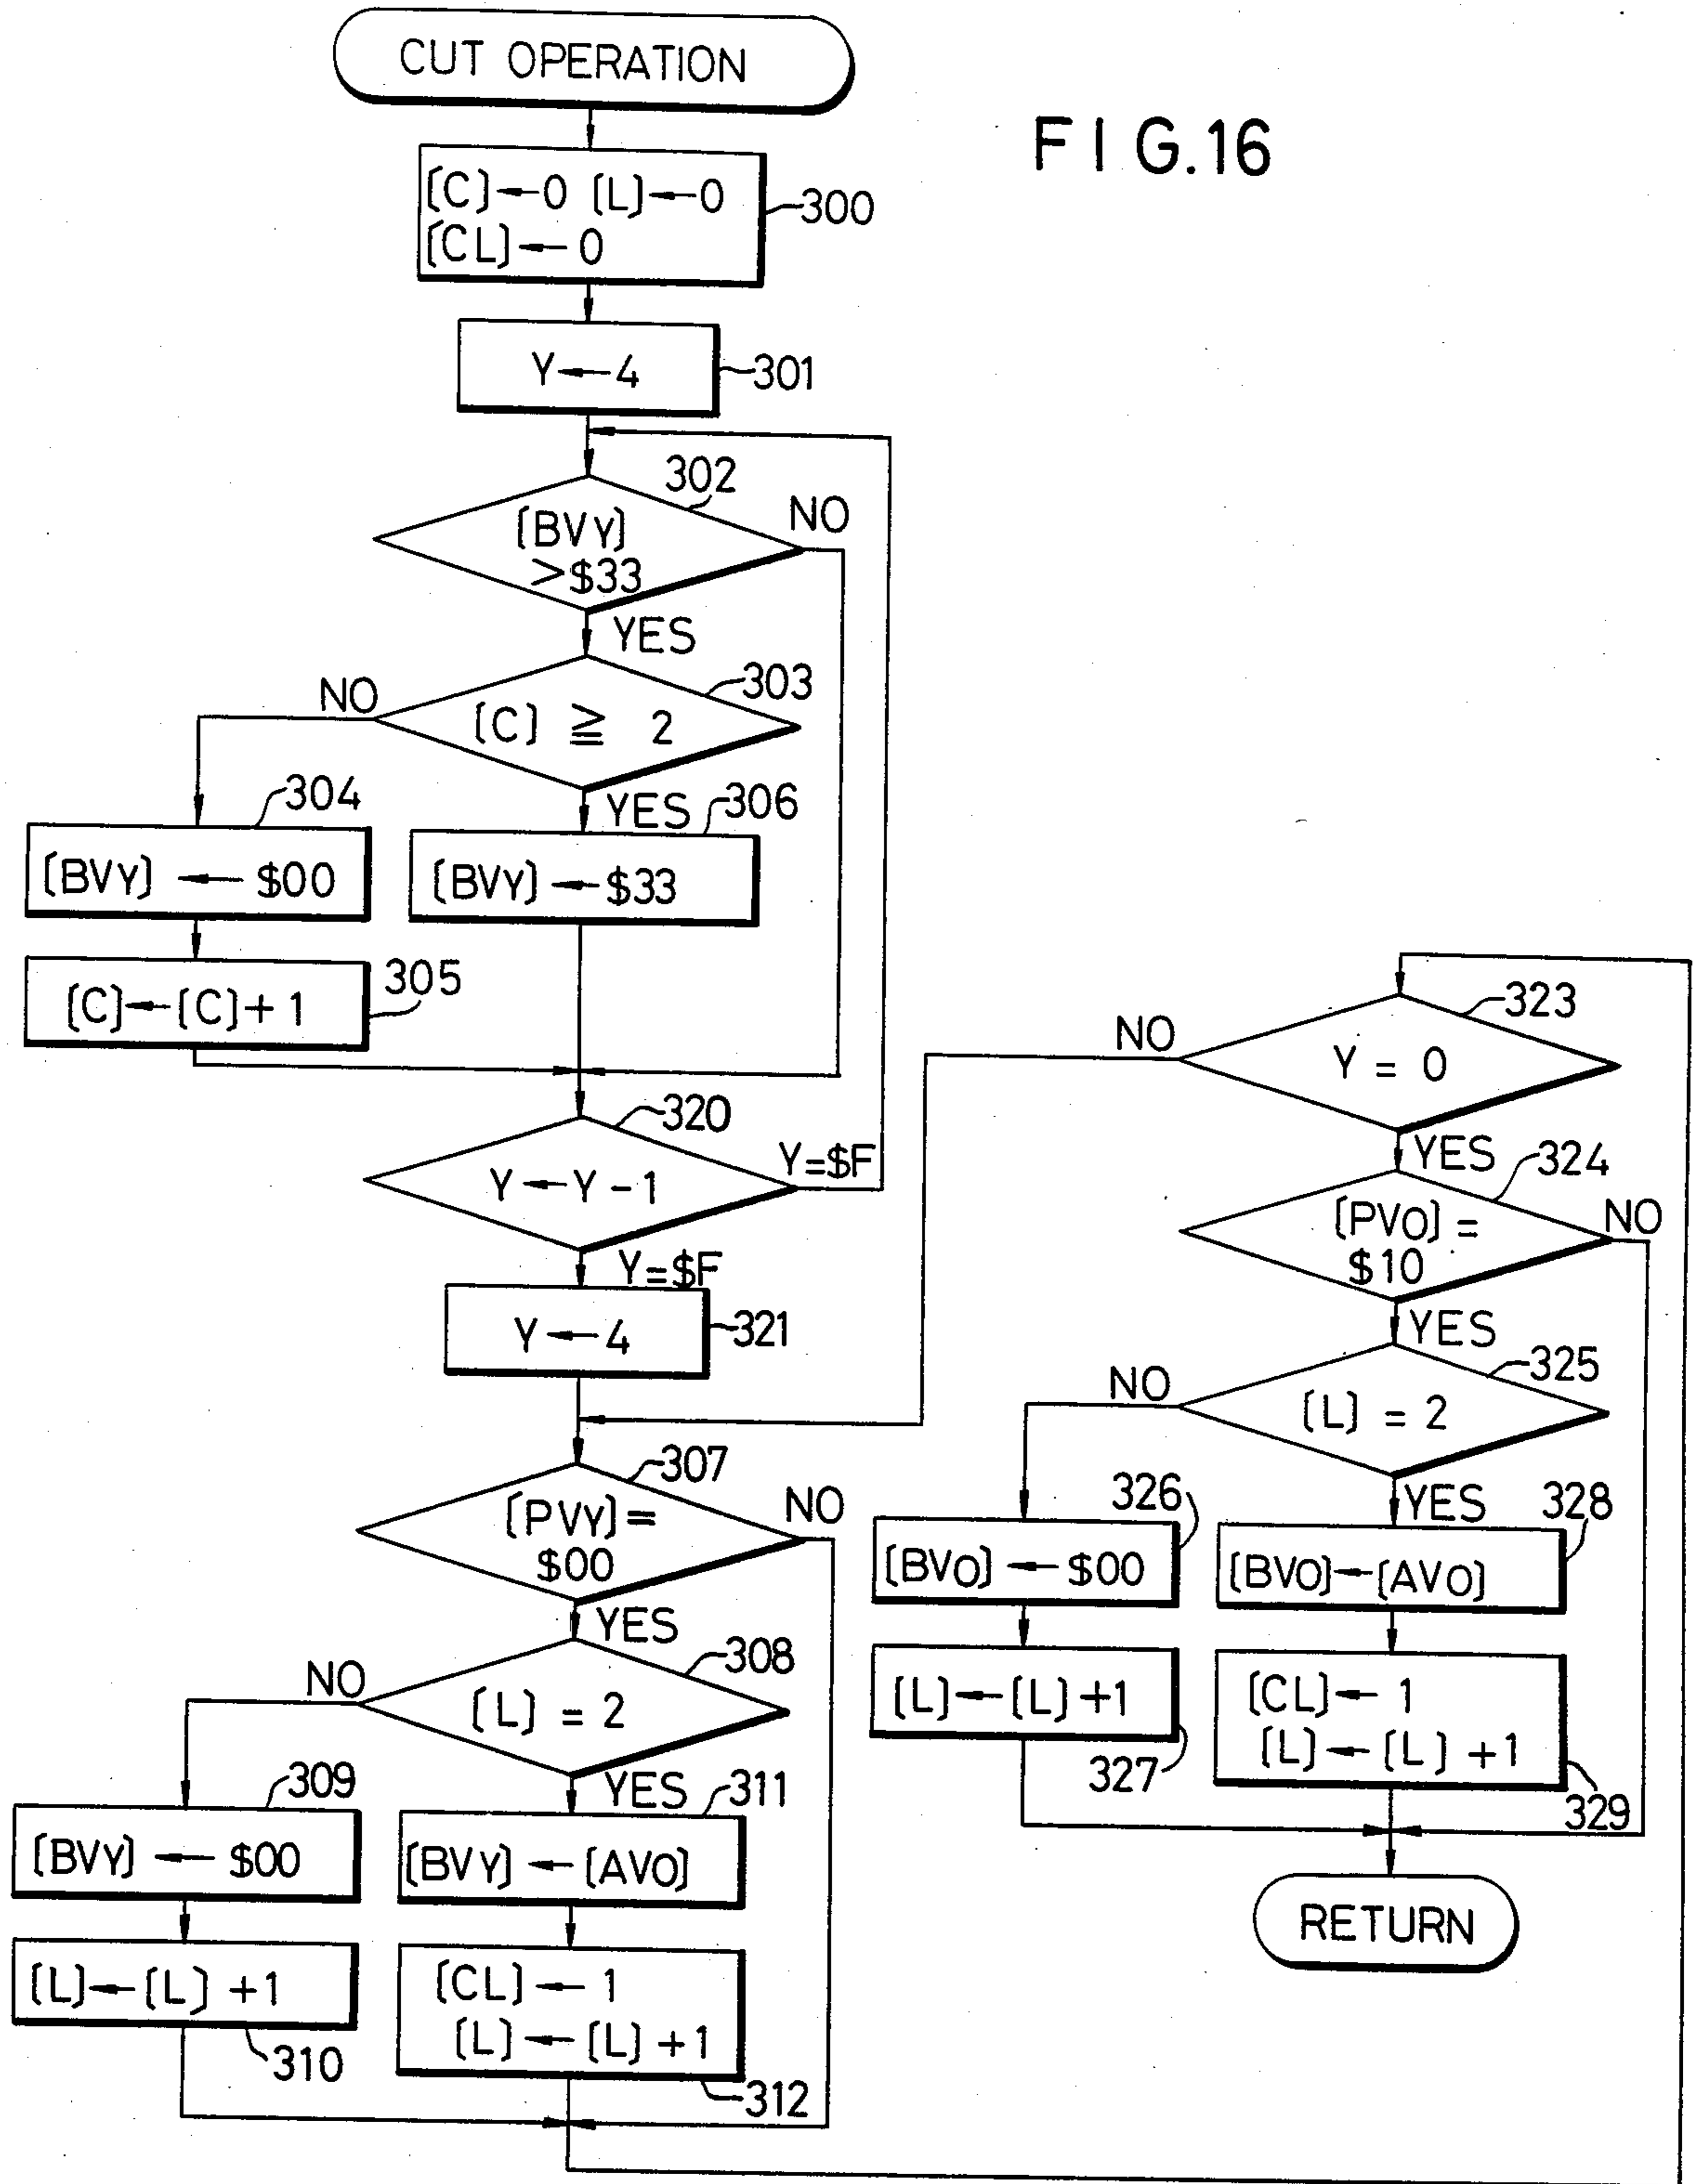 CUT OPERATION
FIG.16
[C]←0 [L]←0
[CL]←0
300
Y←4
301
302
[BVY]
>$33
NO
YES
303
NO
[C] ≧ 2
YES
304
[BVY] ← $00
306
[BVY] ← $33
305
[C]←[C]+1
320
Y←Y-1
Y=$F
Y=$F
Y←4
321
307
[PVY]=
$00
NO
YES
308
NO
[L] = 2
YES
309
[BVY] ← $00
311
[BVY] ← [AVO]
[L]←[L] +1
310
[CL] ← 1
[L] ← [L] +1
312
323
NO
Y = 0
YES
324
[PVO] =
$10
NO
YES
325
NO
[L] = 2
YES
326
[BVO] ← $00
328
[BVO]←[AVO]
[L]←[L]+1
327
[CL]← 1
[L] ← [L] +1
329
RETURN